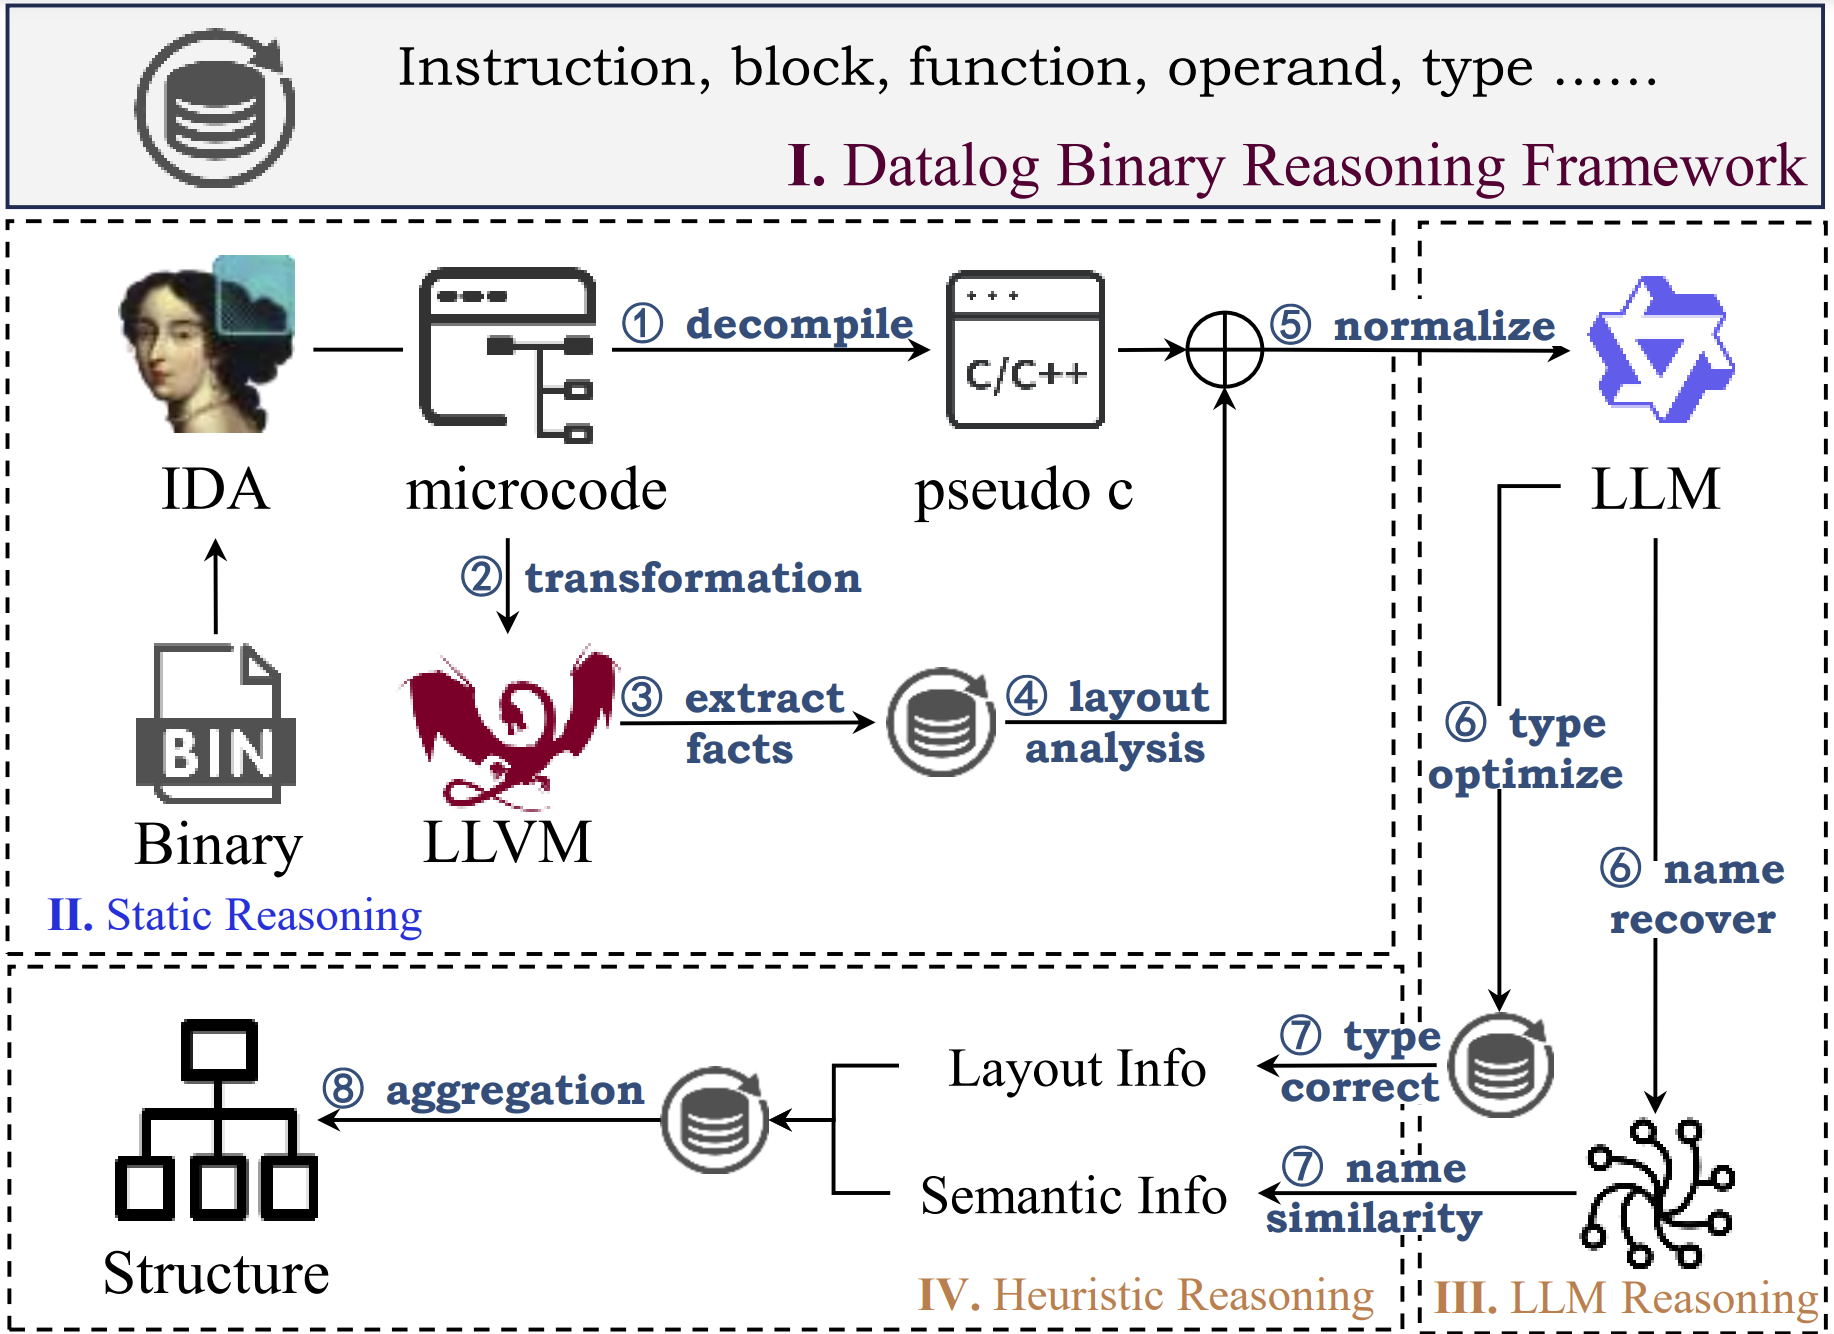 Instruction, block, function, operand, type ......
I. Datalog Binary Reasoning Framework
① decompile
⑤ normalize
C/C++
IDA
microcode
pseudo c
LLM
② transformation
③ extract
facts
④ layout
analysis
⑥ type
optimize
BIN
Binary
LLVM
⑥ name
recover
II. Static Reasoning
⑦ type
correct
Layout Info
⑧ aggregation
⑦ name
similarity
Semantic Info
Structure
IV. Heuristic Reasoning
III. LLM Reasoning